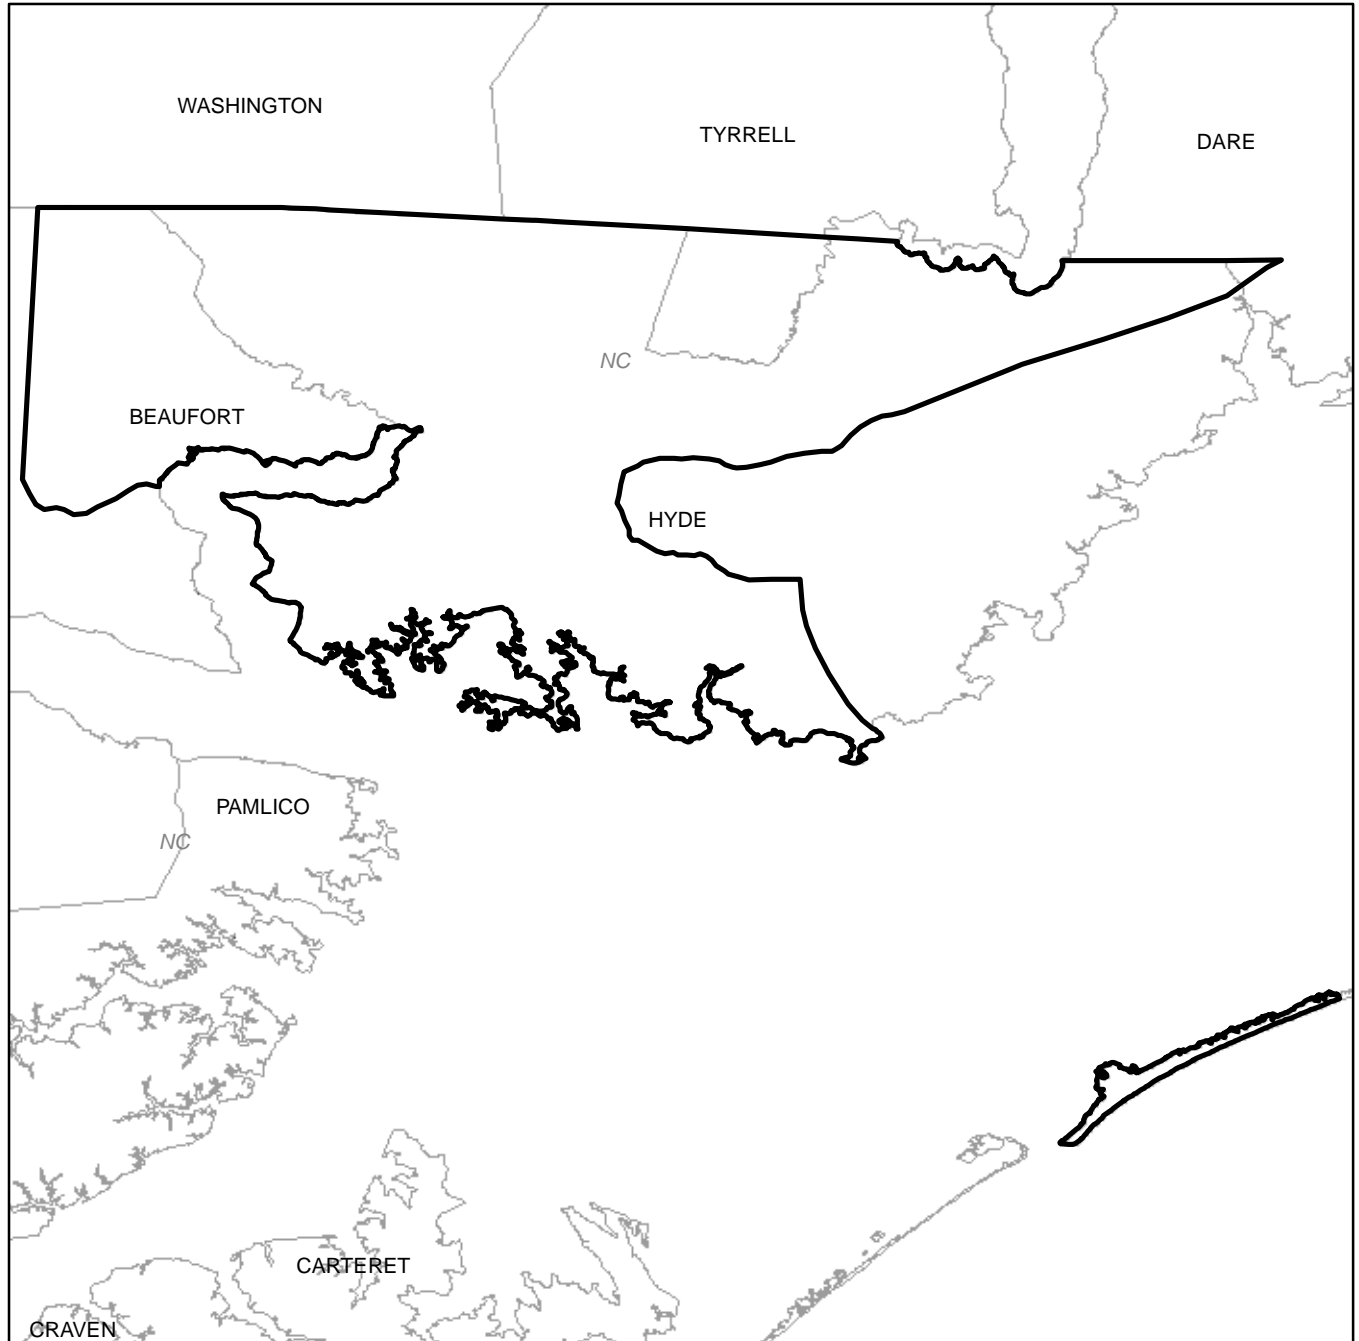 WASHINGTON
TYRRELL
DARE
NC
BEAUFORT
HYDE
PAMLICO
NC
CARTERET
CRAVEN